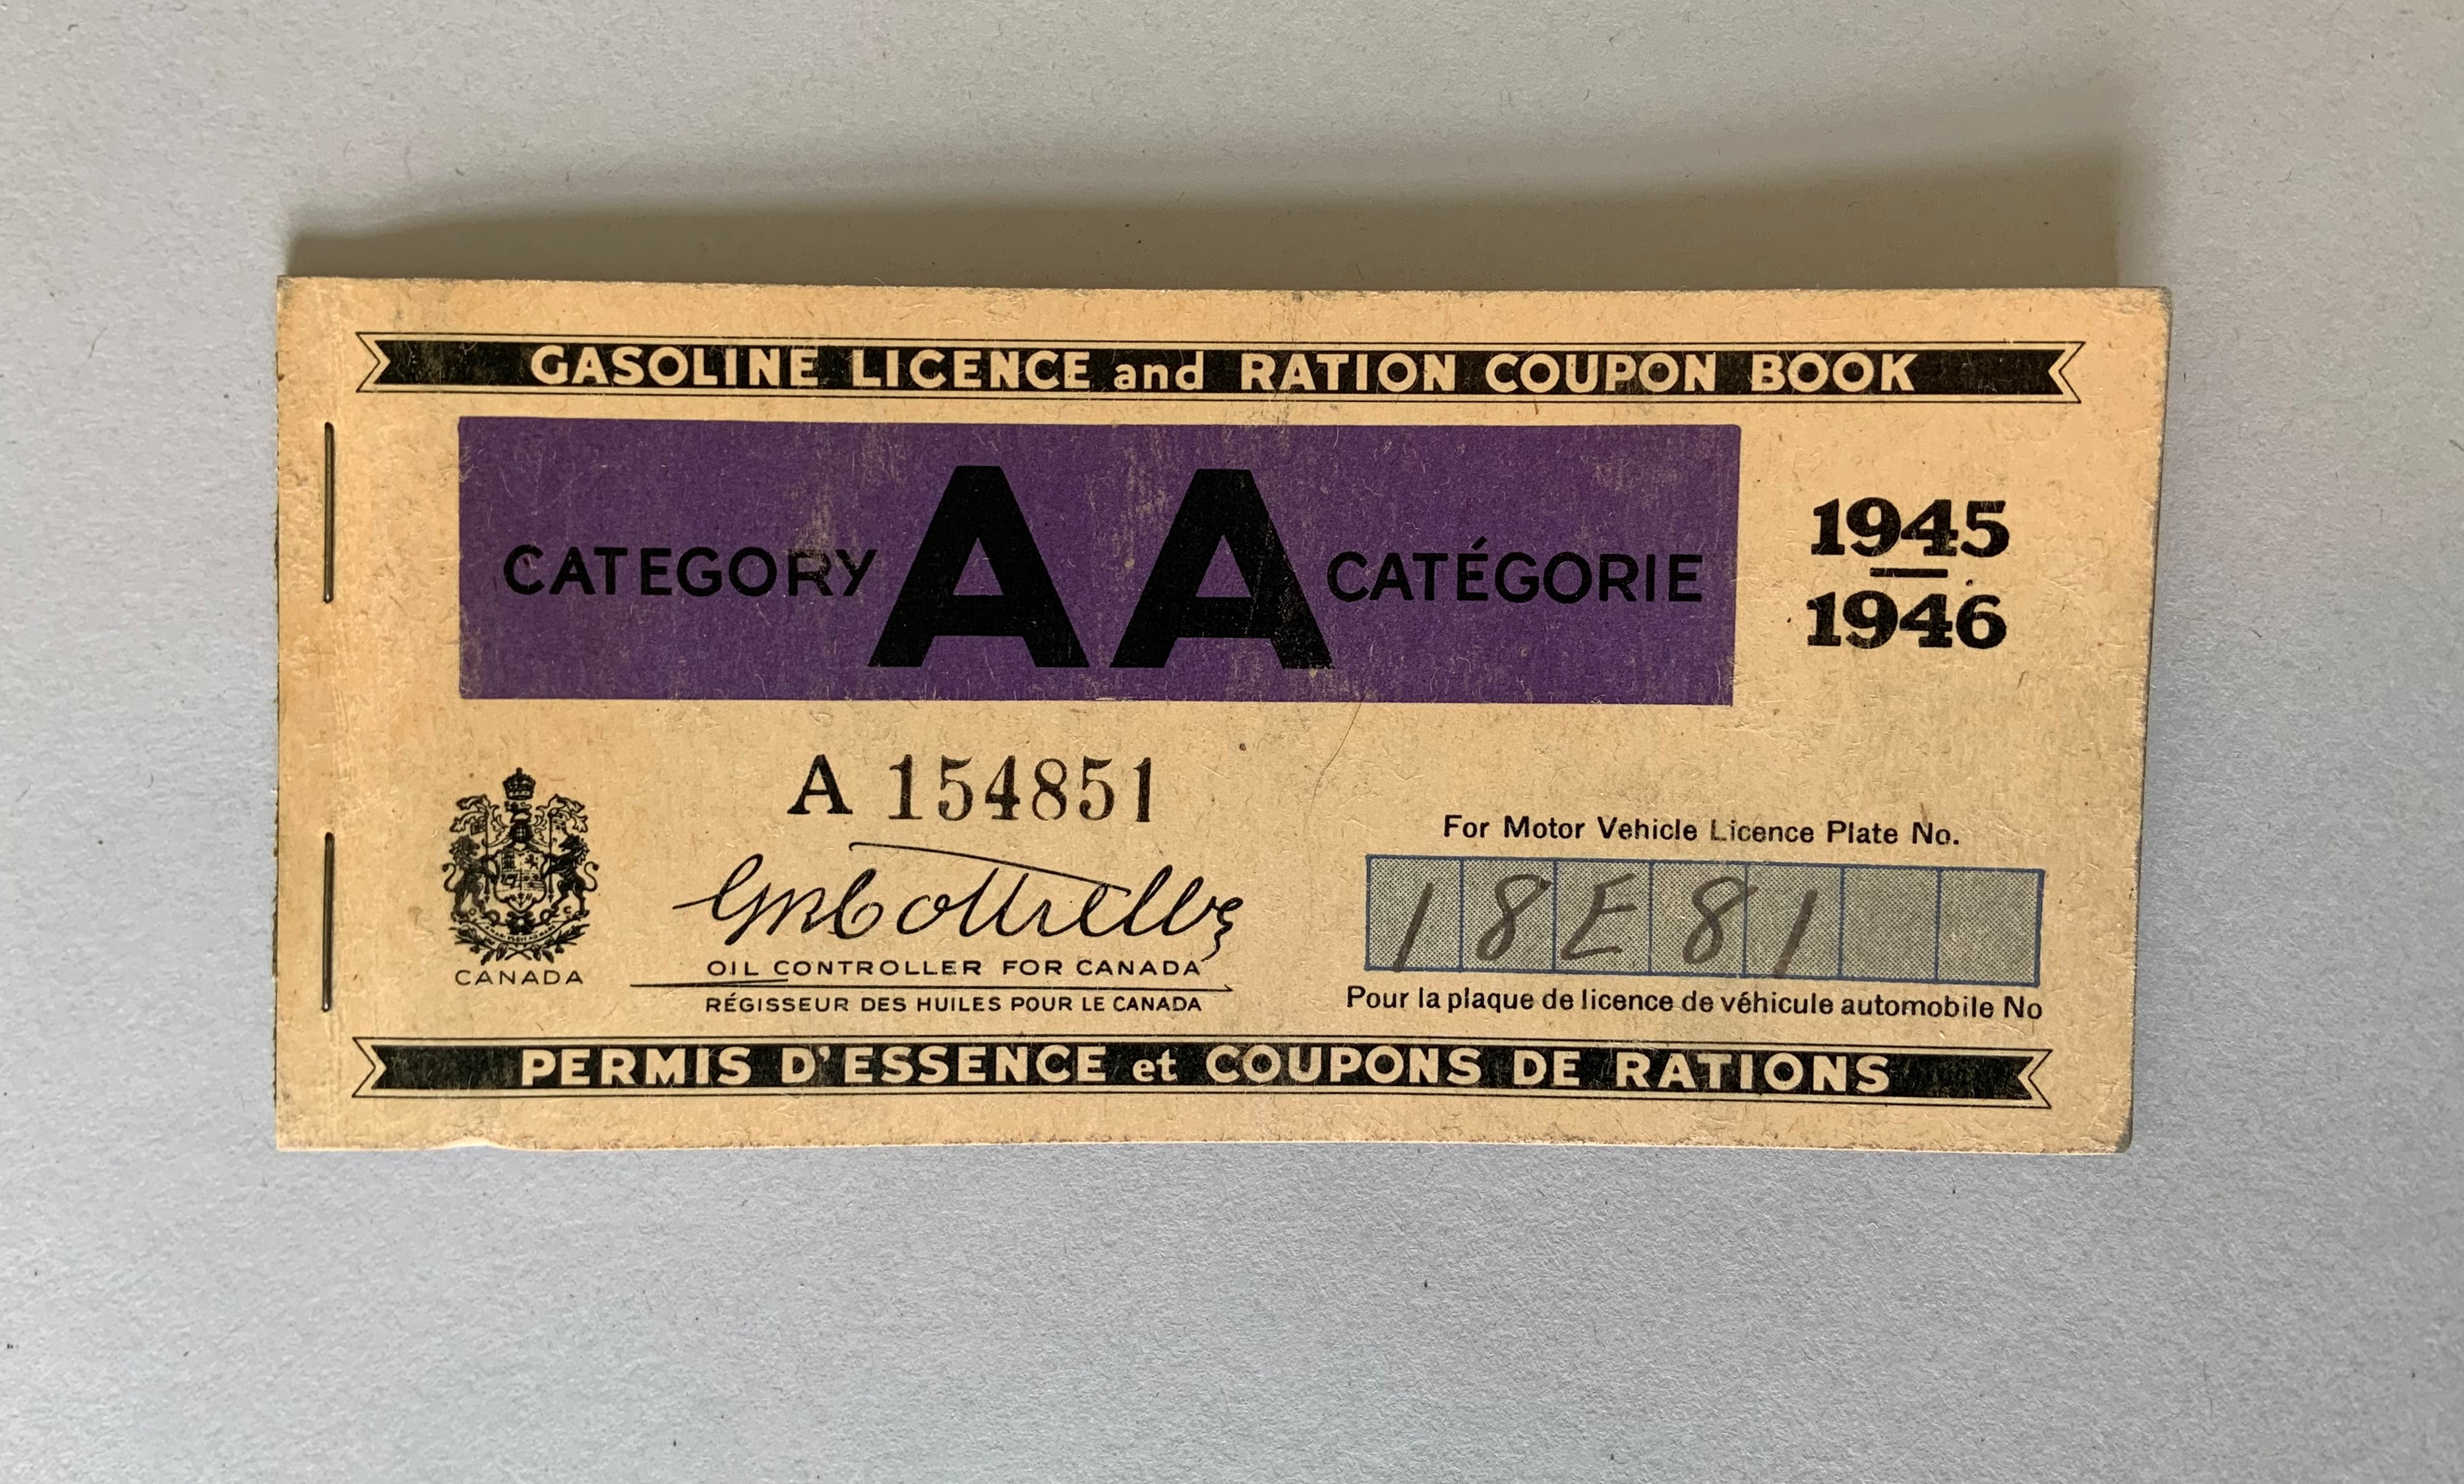 GASOLINE LICENCE and RATION COUPON BOOK
CATEGORY AA CATÉGORIE
1945
1946
A 154851
GRCottrelle
OIL CONTROLLER FOR CANADA
RÉGISSEUR DES HUILES POUR LE CANADA
CANADA
For Motor Vehicle Licence Plate No.
18E81
Pour la plaque de licence de véhicule automobile No
PERMIS D'ESSENCE et COUPONS DE RATIONS